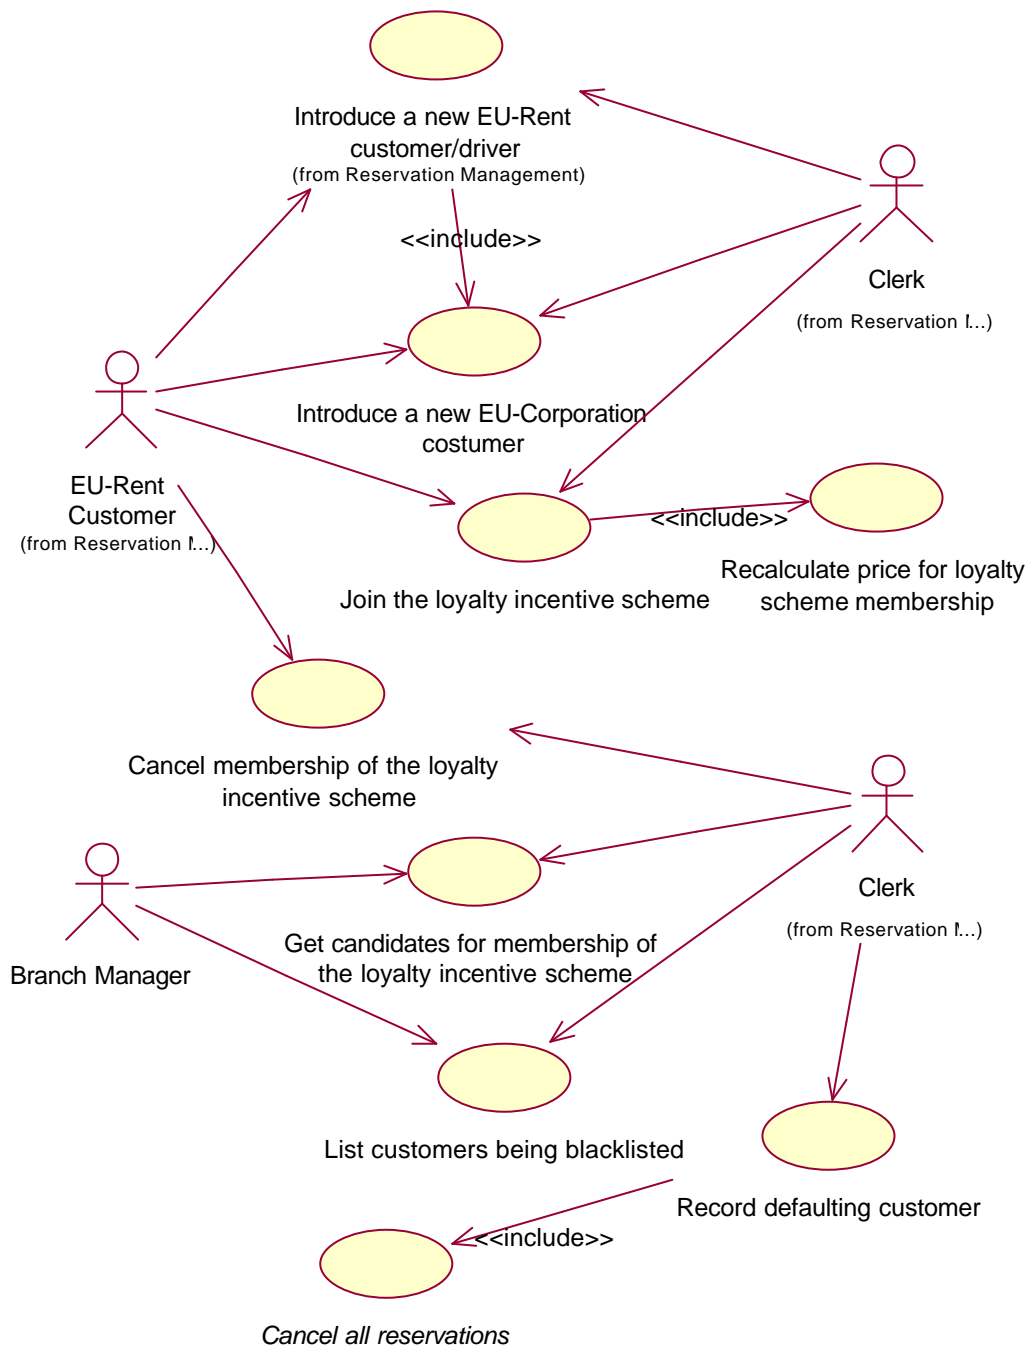 Introduce a new EU-Rent
customer/driver
(from Reservation Management)
<<include>>
Clerk
(from Reservation M...)
Introduce a new EU-Corporation
costumer
EU-Rent
Customer
(from Reservation M...)
<<include>>
Recalculate price for loyalty
scheme membership
Join the loyalty incentive scheme
Cancel membership of the loyalty
incentive scheme
Clerk
(from Reservation M...)
Get candidates for membership of
the loyalty incentive scheme
Branch Manager
List customers being blacklisted
Record defaulting customer
<<include>>
Cancel all reservations